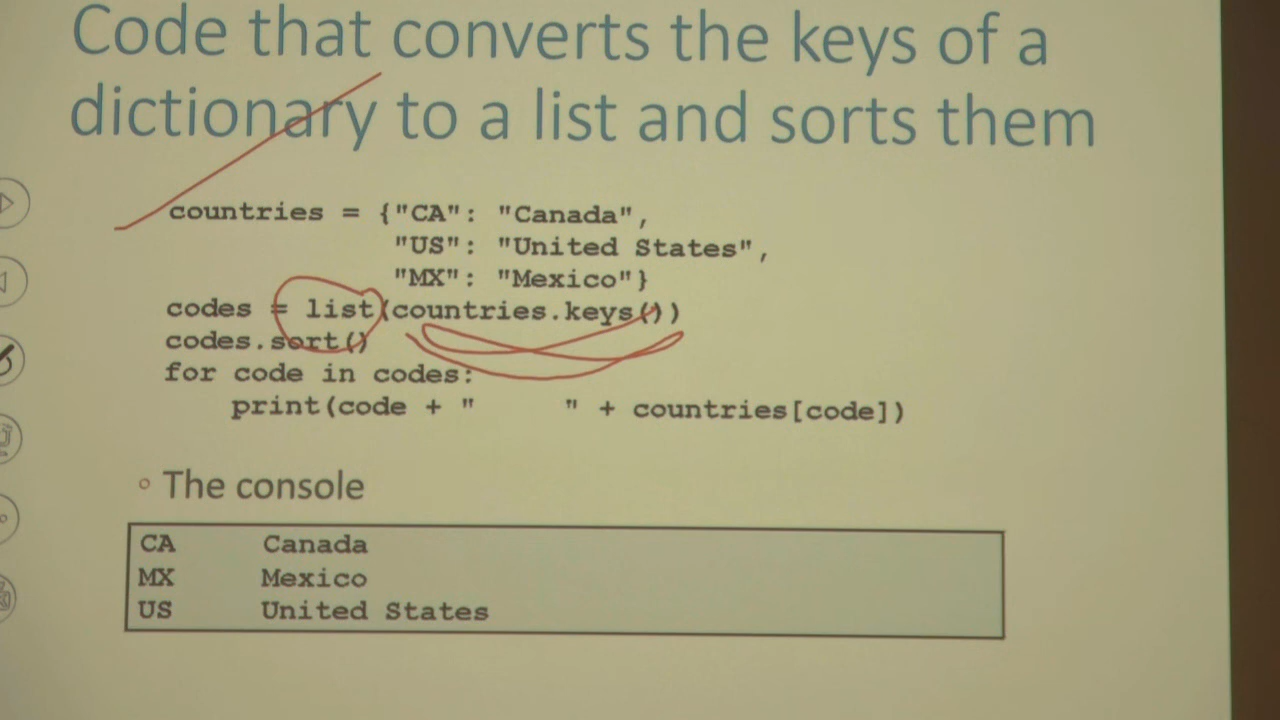 Code that converts the keys of a
dictionary to a list and sorts them
countries = {"CA": "Canada",
"US": "United States",
"MX": "Mexico"}
codes = list(countries.keys())
codes.sort()
for code in codes:
print(code + "     " + countries[code])
The console
CA     Canada
MX     Mexico
US     United States